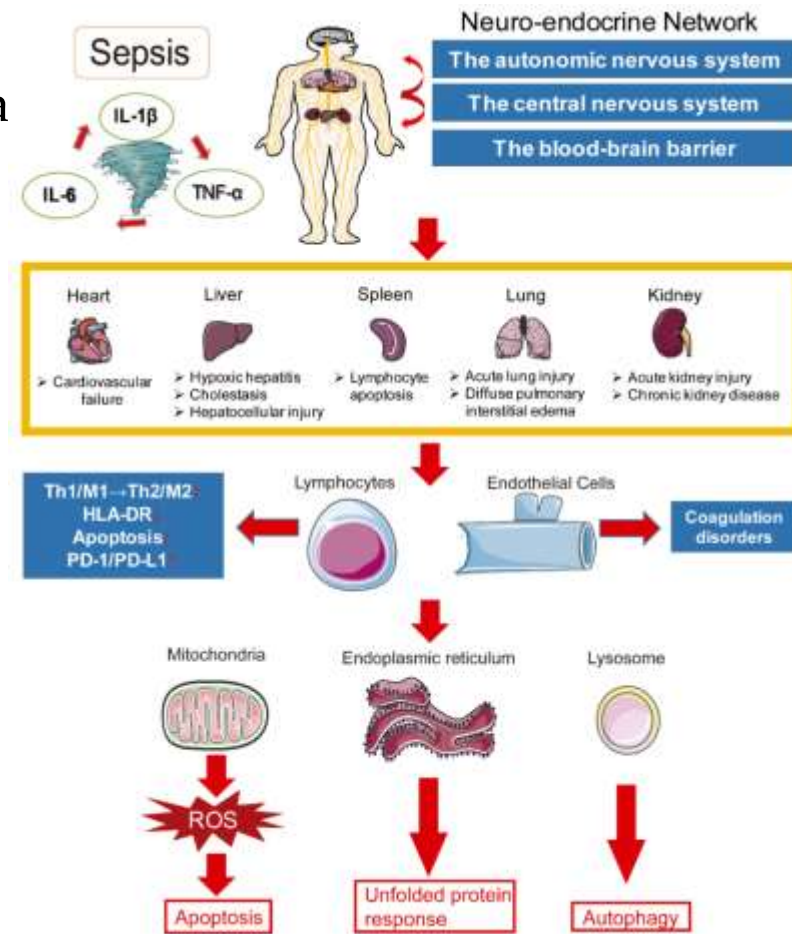 Neuro-endocrine Network
Sepsis
a
The autonomic nervous system
The central nervous system
The blood-brain barrier
IL-1β
IL-6
TNF-α
Heart
➢ Cardiovascular
failure
Liver
➢ Hypoxic hepatitis
➢ Cholestasis
➢ Hepatocellular injury
Spleen
➢ Lymphocyte
apoptosis
Lung
➢ Acute lung injury
➢ Diffuse pulmonary
interstitial edema
Kidney
➢ Acute kidney injury
➢ Chronic kidney disease
Th1/M1→Th2/M2
HLA-DR
Apoptosis
PD-1/PD-L1
Lymphocytes
Endothelial Cells
Coagulation
disorders
Mitochondria
Endoplasmic reticulum
Lysosome
ROS
Apoptosis
Unfolded protein
response
Autophagy